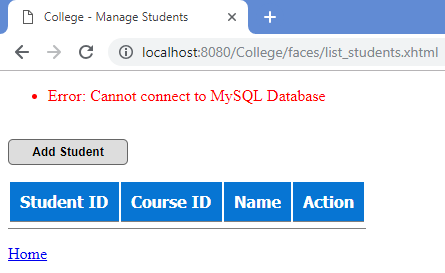 College - Manage Students
localhost:8080/College/faces/list_students.xhtml
Error: Cannot connect to MySQL Database
Add Student
Student ID Course ID Name Action
Home